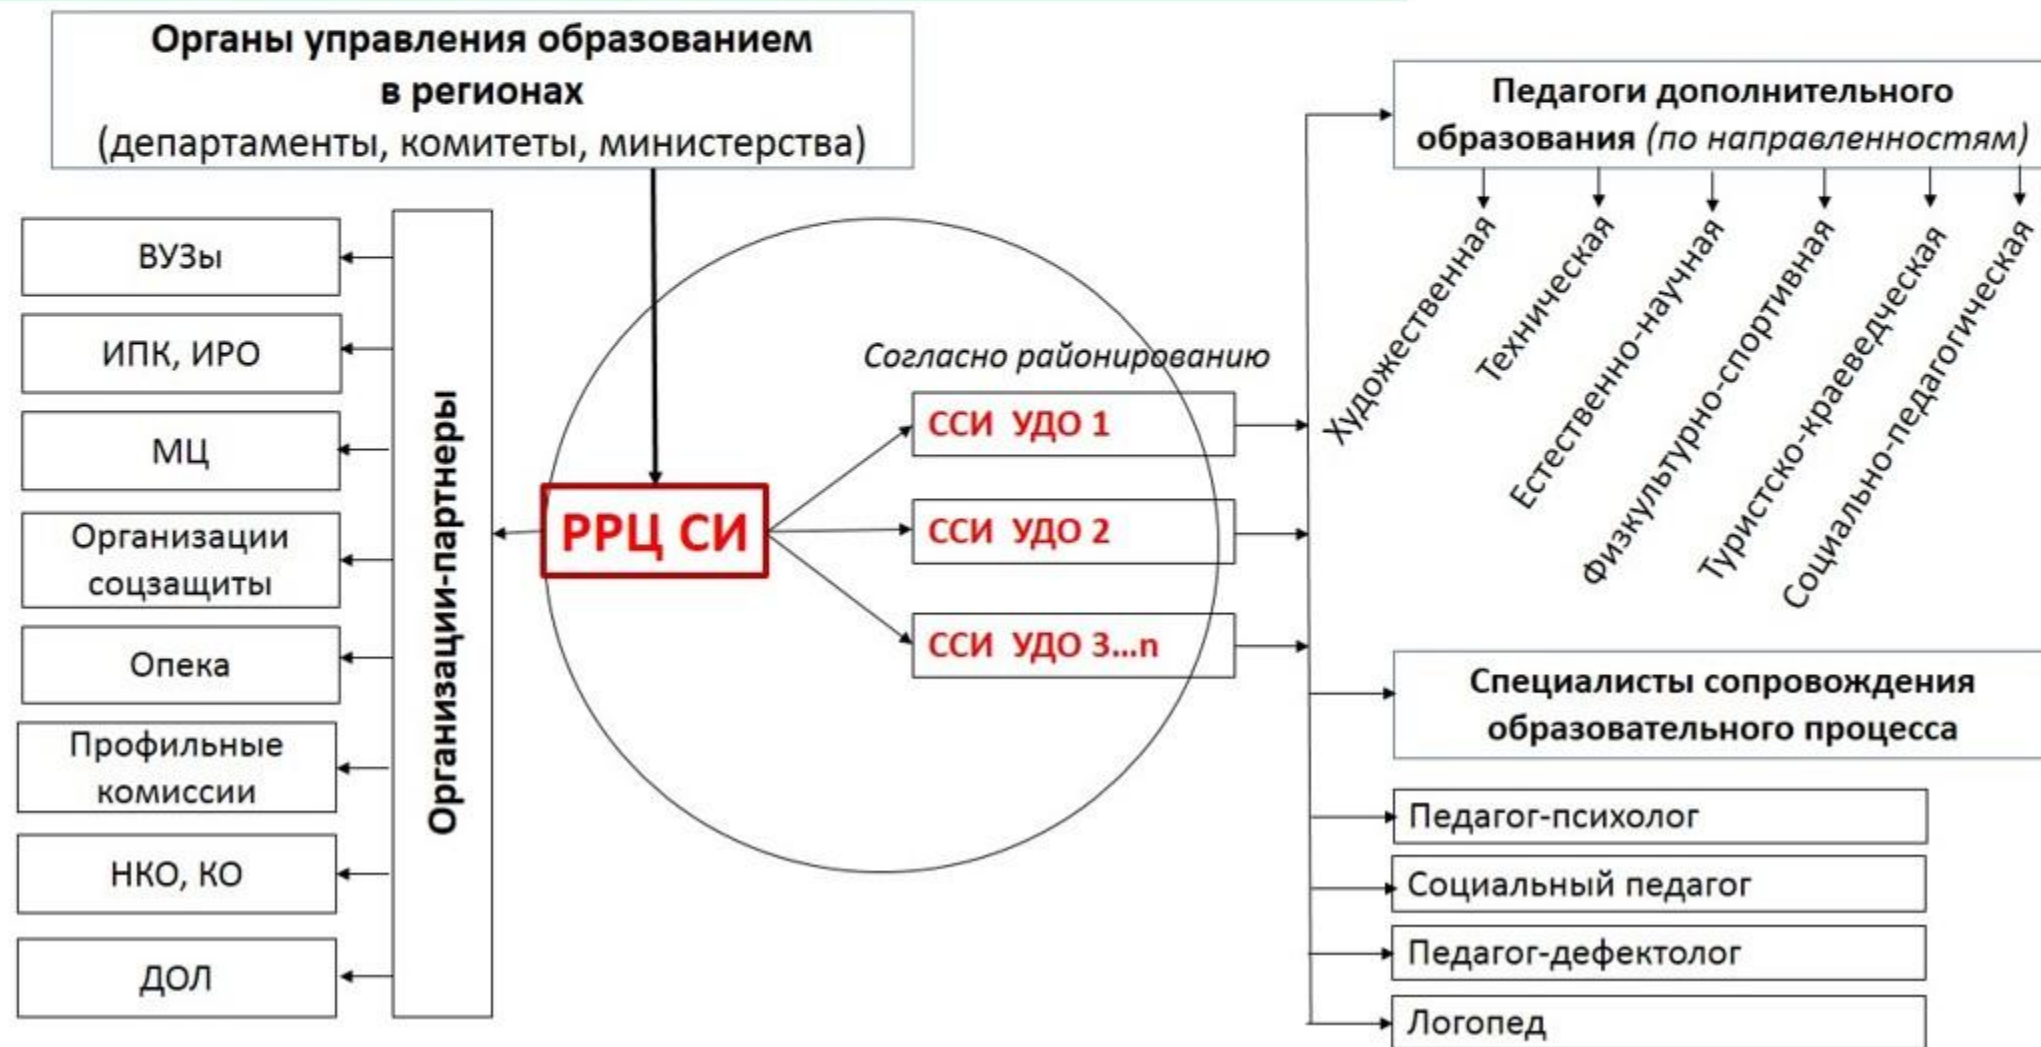 Органы управления образованием
в регионах
(департаменты, комитеты, министерства)
ВУЗы
ИПК, ИРО
МЦ
Организации
соцзащиты
Опека
Профильные
комиссии
НКО, КО
ДОЛ
Организации-партнеры
РРЦ СИ
Согласно районированию
ССИ УДО 1
ССИ УДО 2
ССИ УДО 3...n
Педагоги дополнительного
образования (по направленностям)
Художественная
Техническая
Естественно-научная
Физкультурно-спортивная
Туристско-краеведческая
Социально-педагогическая
Специалисты сопровождения
образовательного процесса
Педагог-психолог
Социальный педагог
Педагог-дефектолог
Логопед